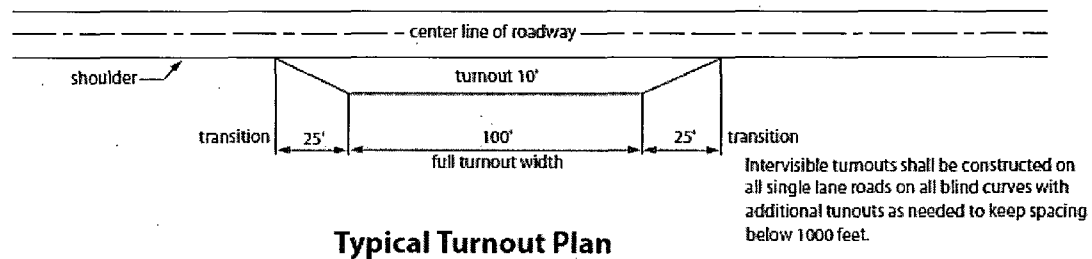 center line of roadway
shoulder
turnout 10'
transition 25' 100' 25' transition
full turnout width
Intervisible turnouts shall be constructed on
all single lane roads on all blind curves with
additional tunouts as needed to keep spacing
below 1000 feet.
Typical Turnout Plan